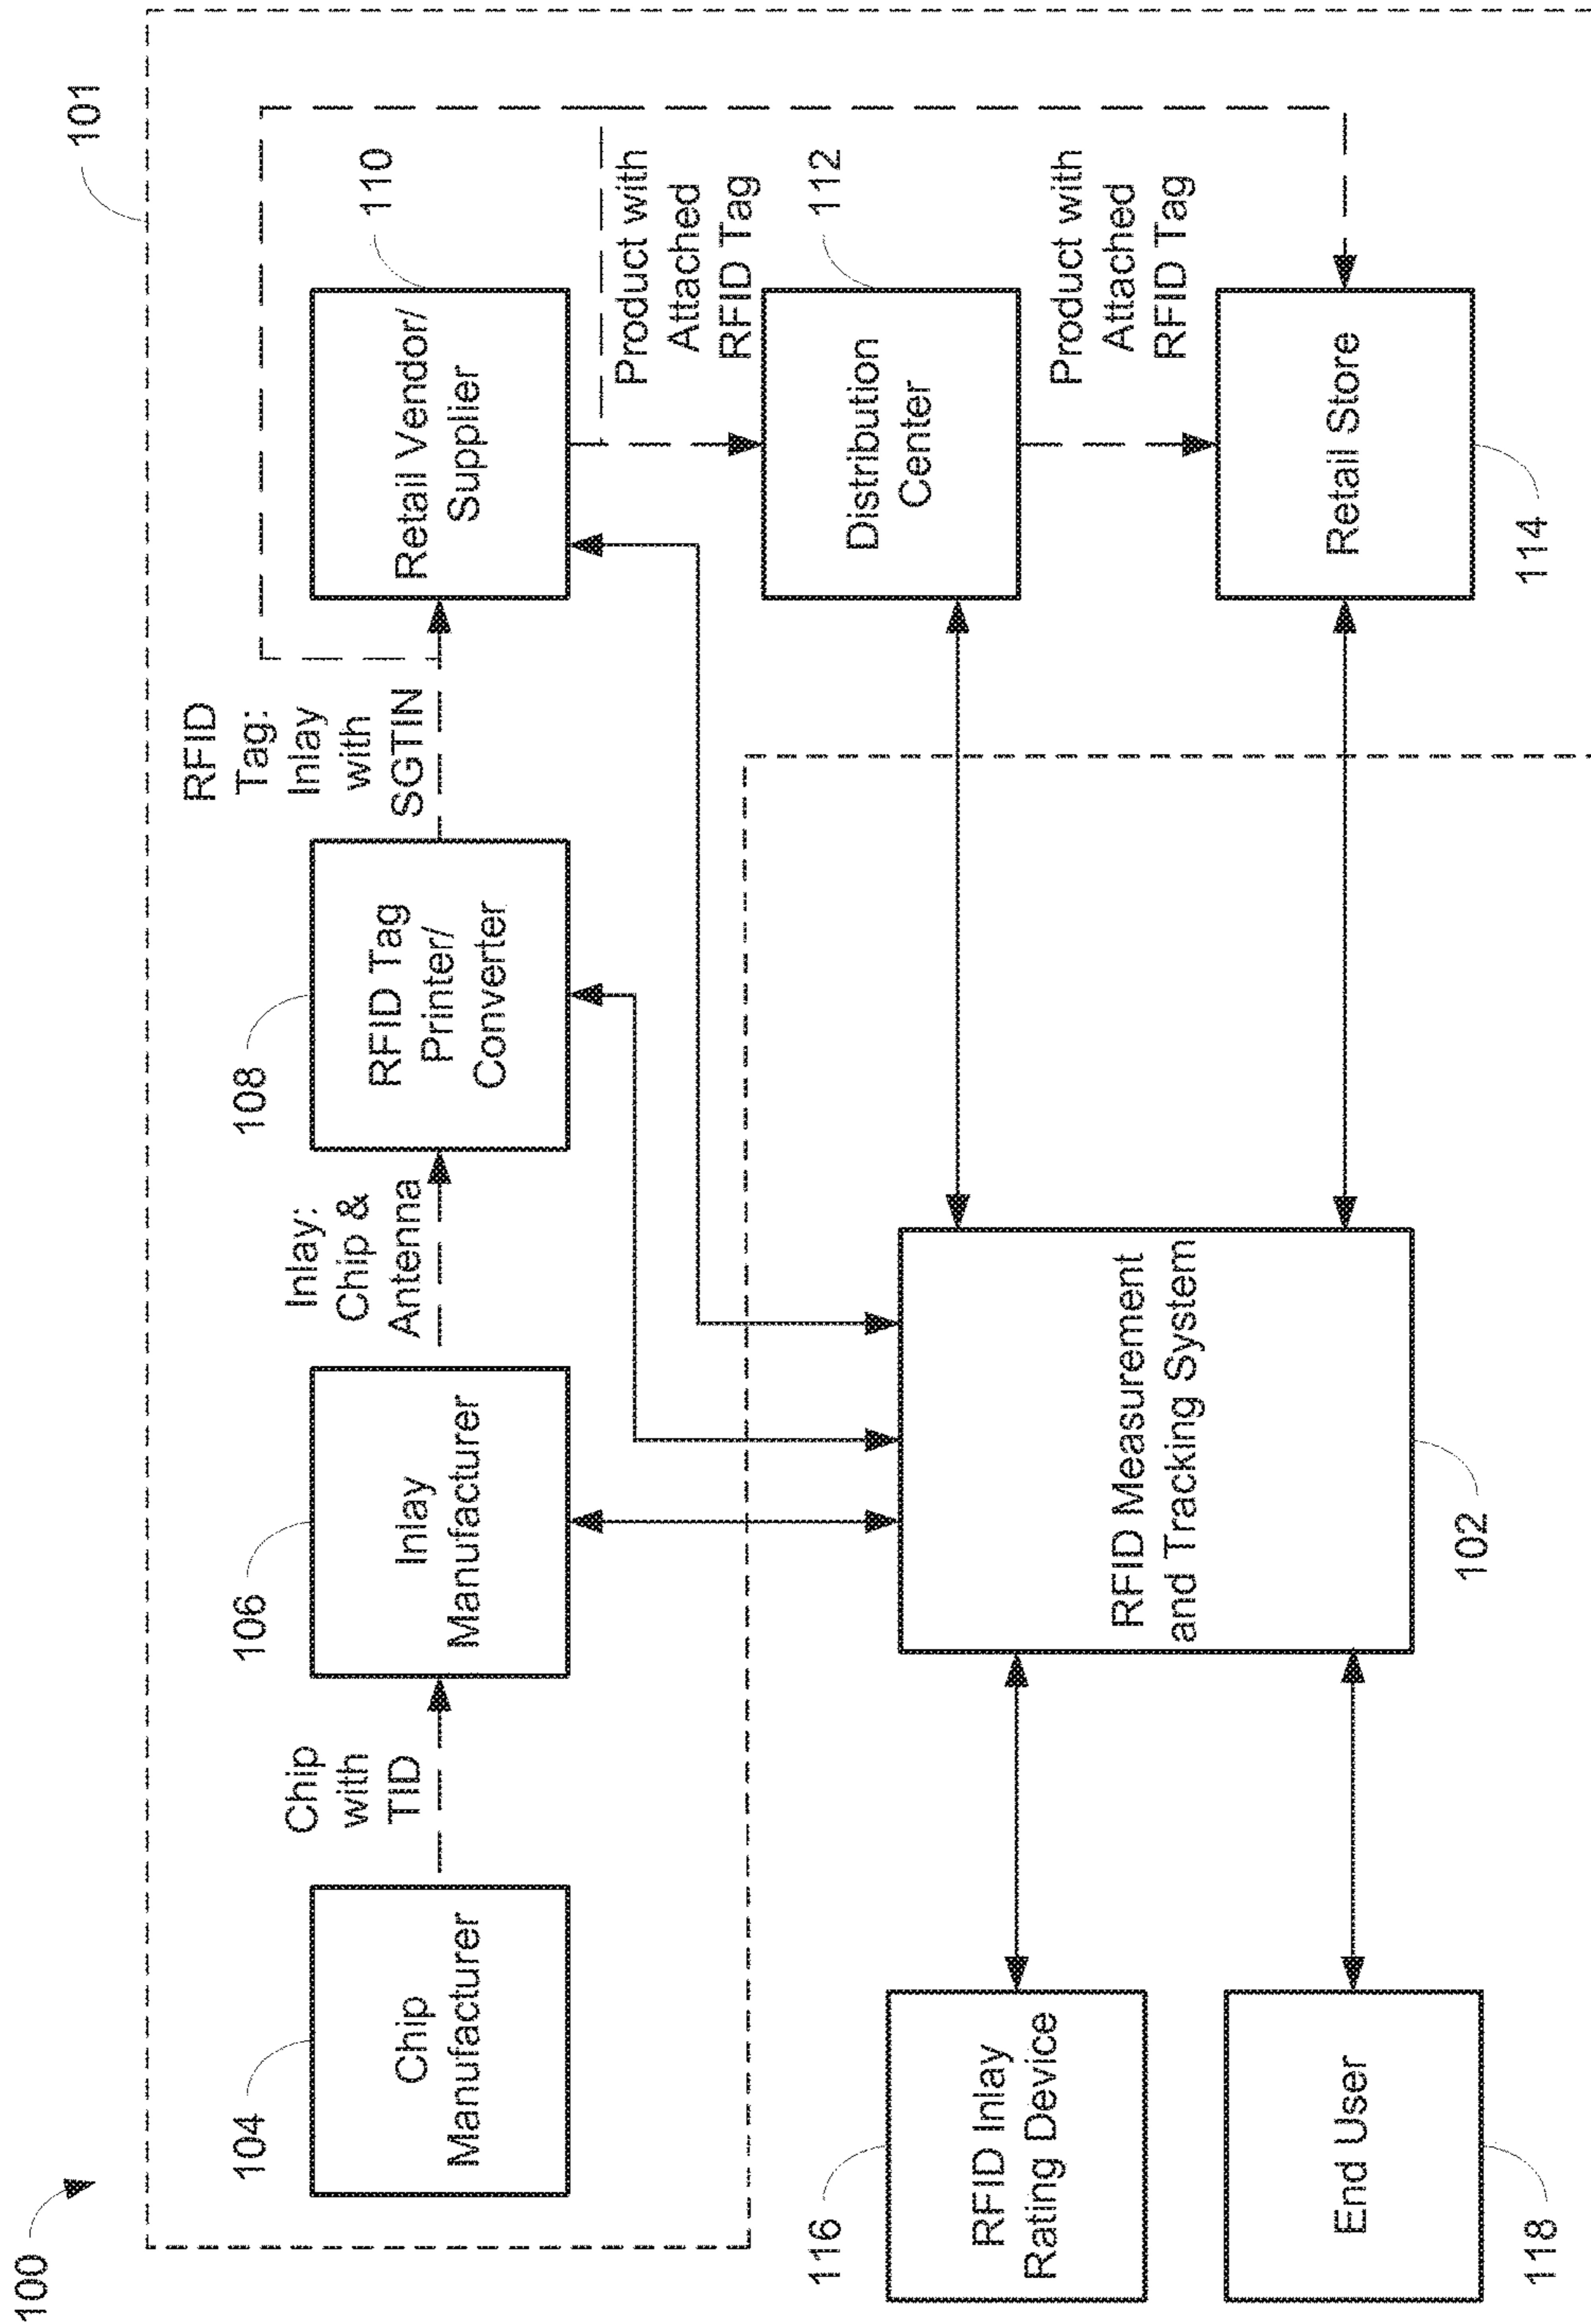 100
101
104
Chip
Manufacturer
Chip
with
TID
106
Inlay
Manufacturer
Inlay:
Chip &
Antenna
108
RFID Tag
Printer/
Converter
RFID
Tag:
Inlay
with
SGTIN
Retail Vendor/
Supplier
110
Product with
Attached
RFID Tag
Distribution
Center
112
Product with
Attached
RFID Tag
Retail Store
114
RFID Measurement
and Tracking System
102
116
RFID Inlay
Rating Device
End User
118